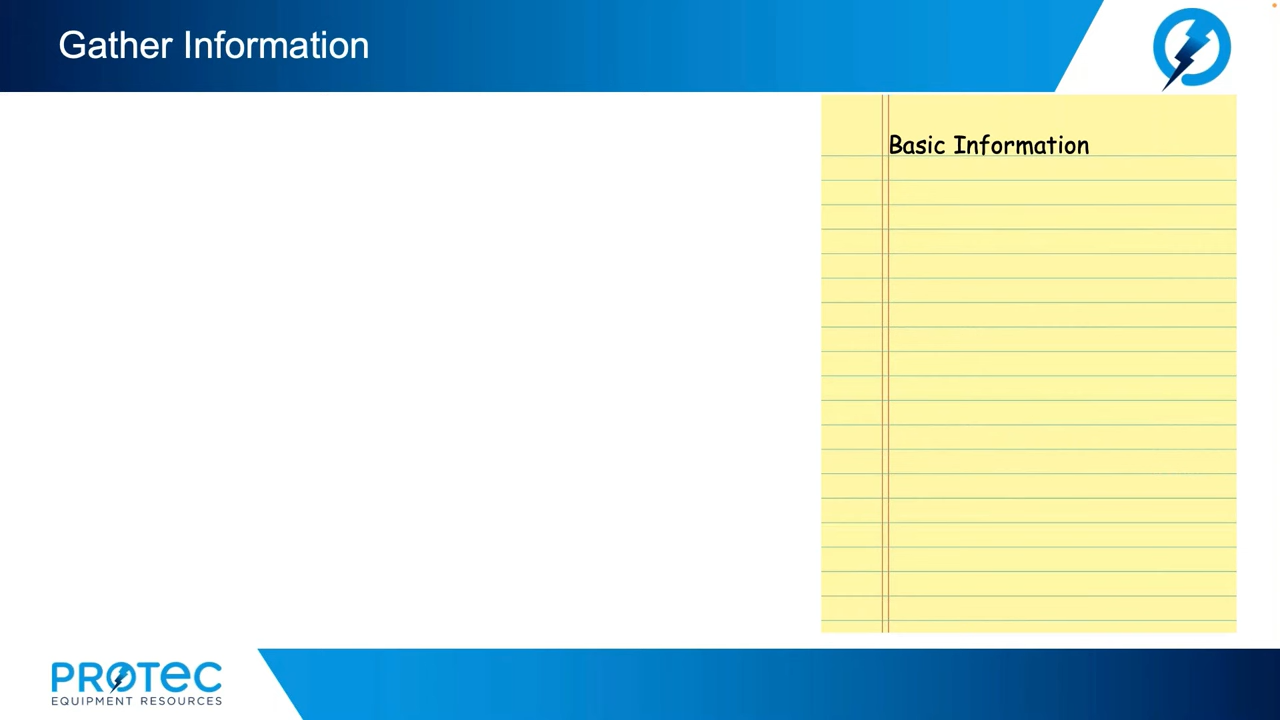 Gather Information
Basic Information
PROTEC
EQUIPMENT RESOURCES